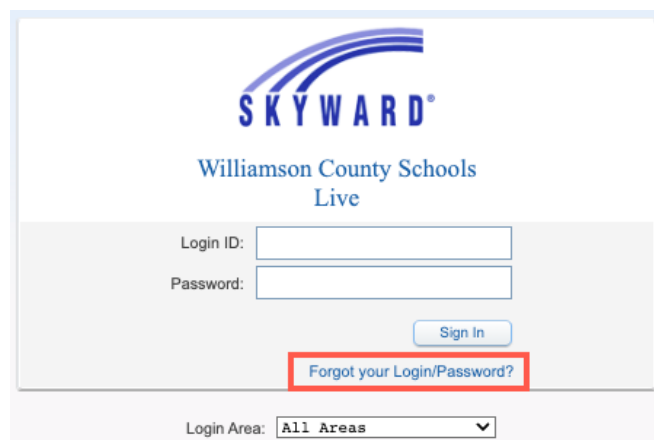 SKYWARD®
Williamson County Schools
Live
Login ID:
Password:
Sign In
Forgot your Login/Password?
Login Area: All Areas